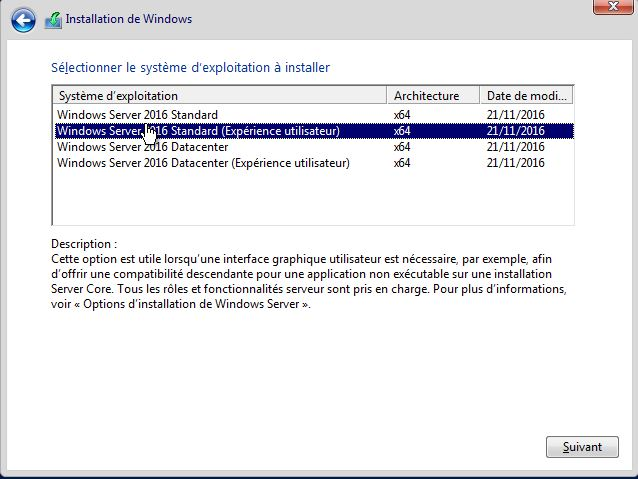 Installation de Windows
Sélectionner le système d'exploitation à installer
Système d'exploitation Architecture Date de modi...
Windows Server 2016 Standard x64 21/11/2016
Windows Server 2016 Standard (Expérience utilisateur) x64 21/11/2016
Windows Server 2016 Datacenter x64 21/11/2016
Windows Server 2016 Datacenter (Expérience utilisateur) x64 21/11/2016
Description :
Cette option est utile lorsqu'une interface graphique utilisateur est nécessaire, par exemple, afin
d'offrir une compatibilité descendante pour une application non exécutable sur une installation
Server Core. Tous les rôles et fonctionnalités serveur sont pris en charge. Pour plus d'informations,
voir « Options d'installation de Windows Server ».
Suivant